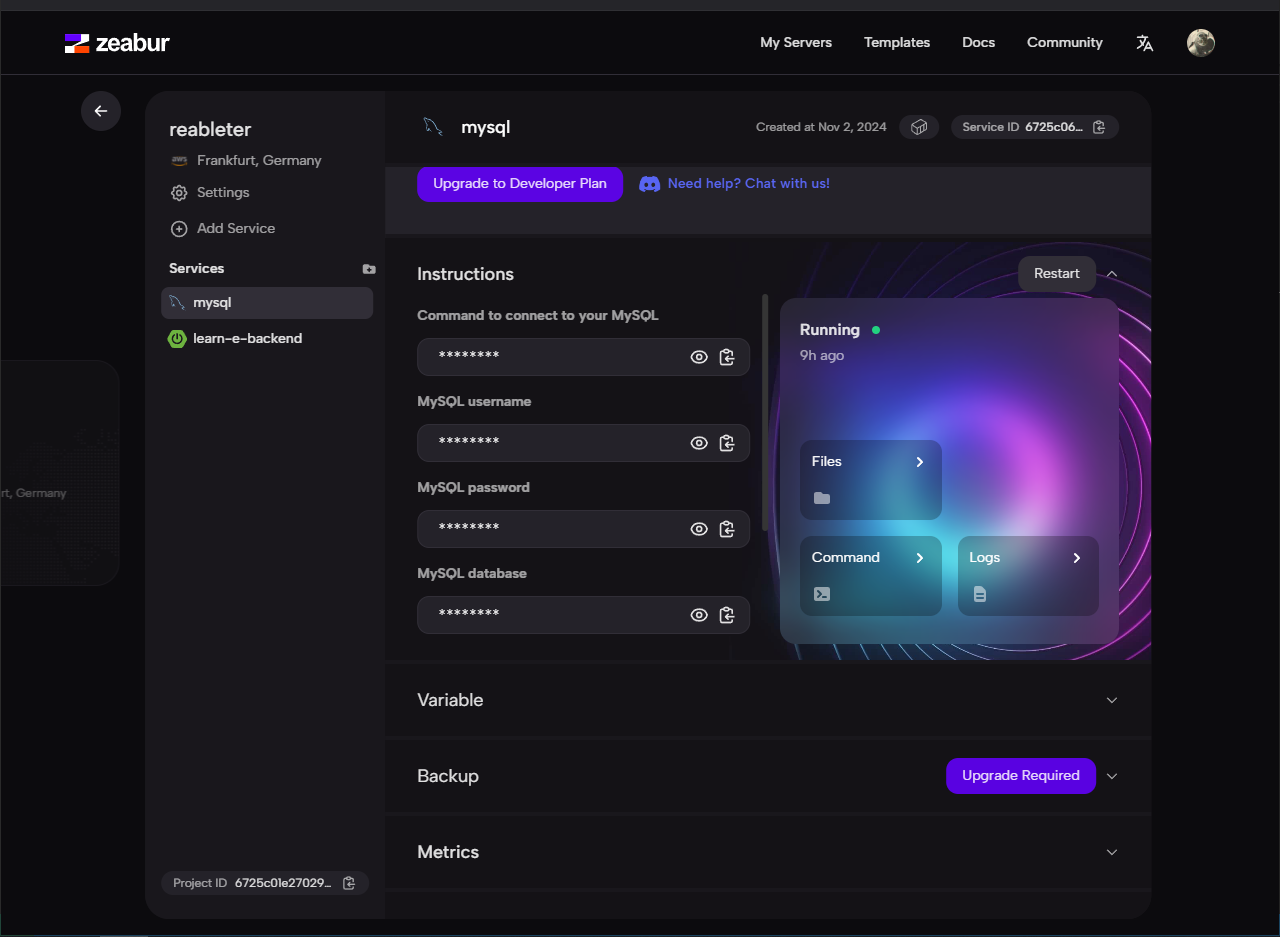 zeabur
My Servers
Templates
Docs
Community
reableter
Frankfurt, Germany
Settings
Add Service
Services
mysql
learn-e-backend
Project ID 6725c01e27029...
rt, Germany
mysql
Created at Nov 2, 2024
Service ID 6725c06...
Upgrade to Developer Plan
Need help? Chat with us!
Instructions
Restart
Command to connect to your MySQL
********
MySQL username
********
MySQL password
********
MySQL database
********
Running
9h ago
Files
Command
Logs
Variable
Backup
Upgrade Required
Metrics